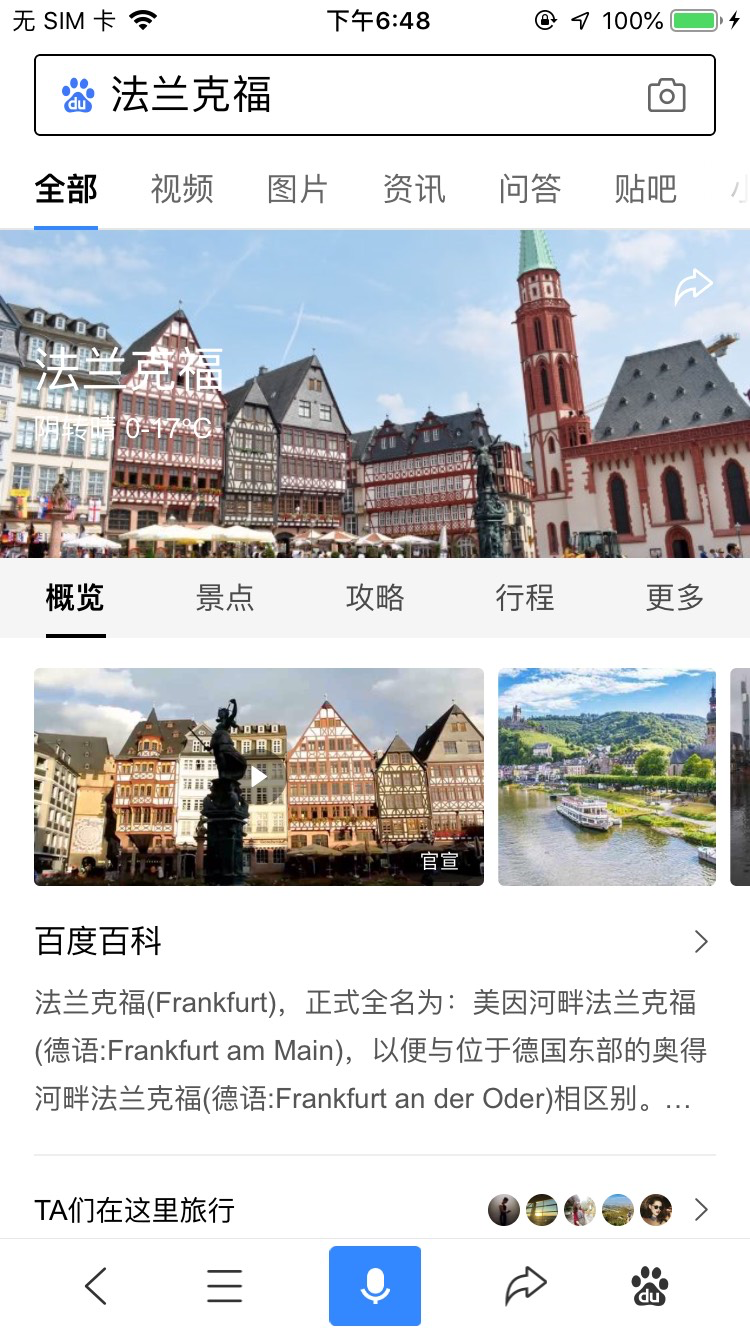 无 SIM 卡
下午6:48
100%
du 法兰克福
全部 视频 图片 资讯 问答 贴吧
法兰克福
阴转晴 0-17℃
概览 景点 攻略 行程 更多
官宣
百度百科
法兰克福(Frankfurt)，正式全名为：美因河畔法兰克福
(德语:Frankfurt am Main)，以便与位于德国东部的奥得
河畔法兰克福(德语:Frankfurt an der Oder)相区别。...
TA们在这里旅行
du